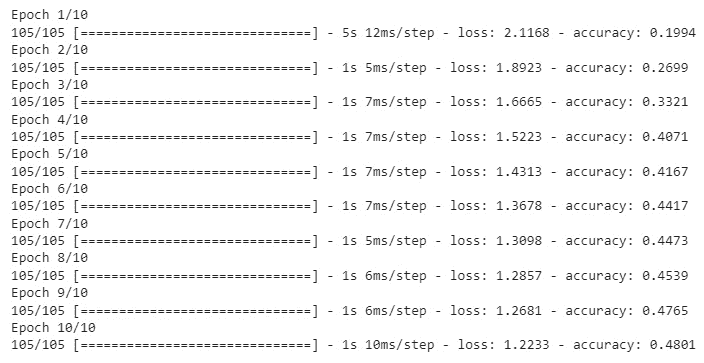 Epoch 1/10
105/105 [==============================] - 5s 12ms/step - loss: 2.1168 - accuracy: 0.1994
Epoch 2/10
105/105 [==============================] - 1s 5ms/step - loss: 1.8923 - accuracy: 0.2699
Epoch 3/10
105/105 [==============================] - 1s 7ms/step - loss: 1.6665 - accuracy: 0.3321
Epoch 4/10
105/105 [==============================] - 1s 7ms/step - loss: 1.5223 - accuracy: 0.4071
Epoch 5/10
105/105 [==============================] - 1s 7ms/step - loss: 1.4313 - accuracy: 0.4167
Epoch 6/10
105/105 [==============================] - 1s 7ms/step - loss: 1.3678 - accuracy: 0.4417
Epoch 7/10
105/105 [==============================] - 1s 5ms/step - loss: 1.3098 - accuracy: 0.4473
Epoch 8/10
105/105 [==============================] - 1s 6ms/step - loss: 1.2857 - accuracy: 0.4539
Epoch 9/10
105/105 [==============================] - 1s 6ms/step - loss: 1.2681 - accuracy: 0.4765
Epoch 10/10
105/105 [==============================] - 1s 10ms/step - loss: 1.2233 - accuracy: 0.4801